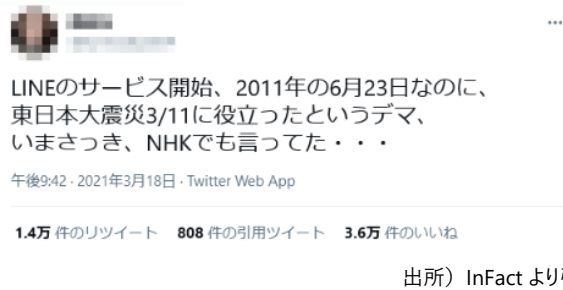 LINEのサービス開始、2011年の6月23日なのに、
東日本大震災3/11に役立ったというデマ、
いまさっき、NHKでも言ってた・・・
午後9:42 · 2021年3月18日 · Twitter Web App
1.4万 件のリツイート 808 件の引用ツイート 3.6万 件のいいね
出所）InFact より